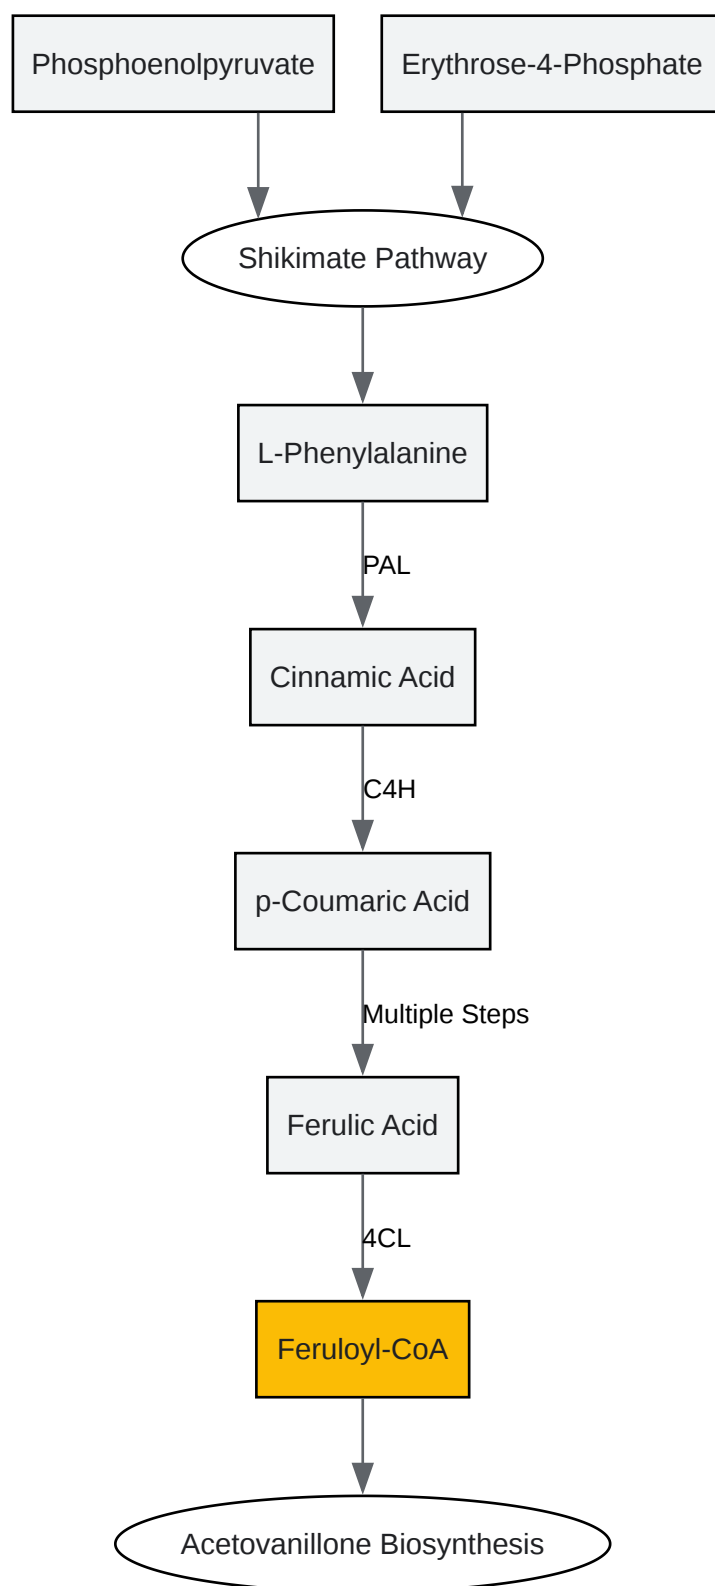 Phosphoenolpyruvate
Erythrose-4-Phosphate
Shikimate Pathway
L-Phenylalanine
PAL
Cinnamic Acid
C4H
p-Coumaric Acid
Multiple Steps
Ferulic Acid
4CL
Feruloyl-CoA
Acetovanillone Biosynthesis